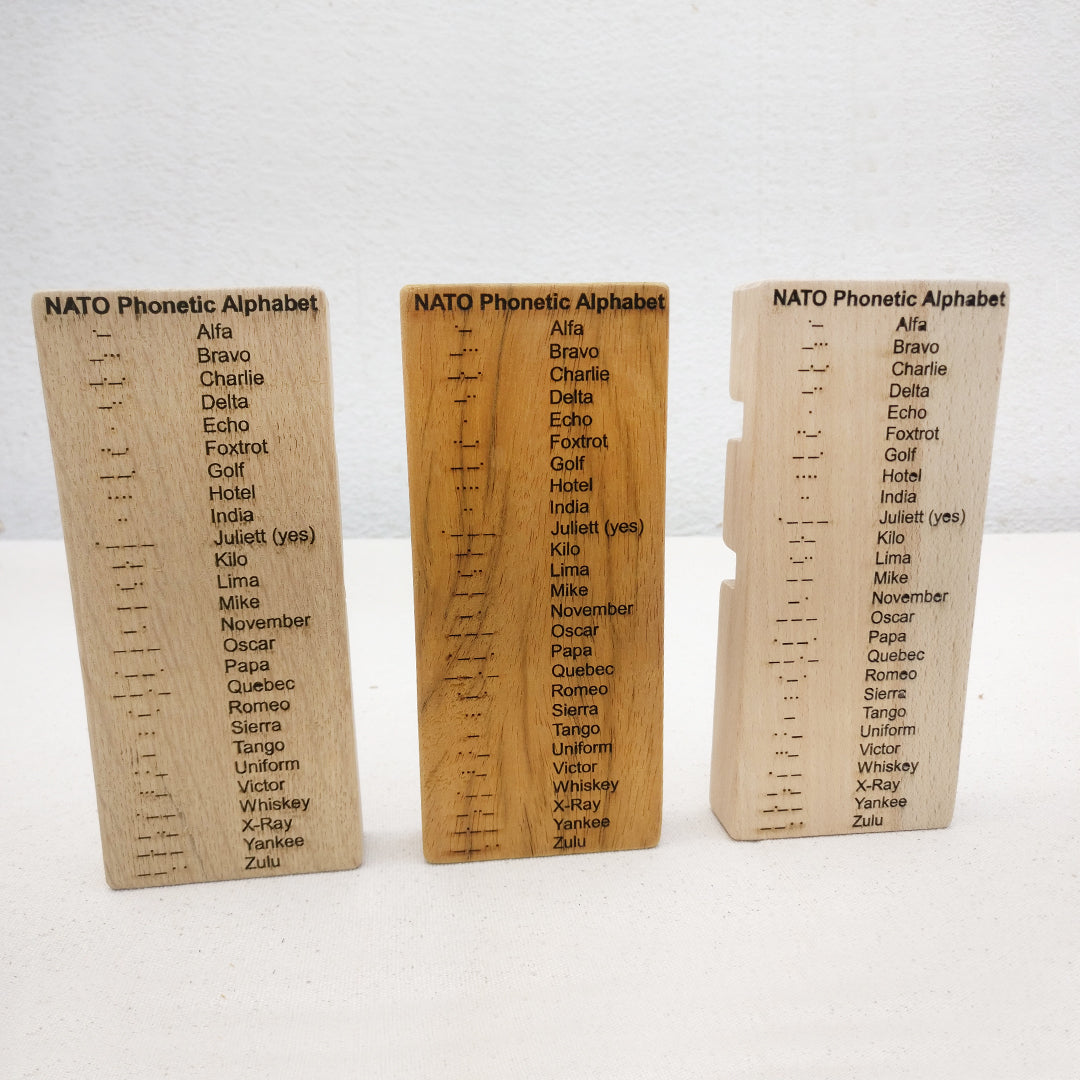 NATO Phonetic Alphabet
Alfa
Bravo
Charlie
Delta
Echo
Foxtrot
Golf
Hotel
India
Juliett (yes)
Kilo
Lima
Mike
November
Oscar
Papa
Quebec
Romeo
Sierra
Tango
Uniform
Victor
Whiskey
X-Ray
Yankee
Zulu
NATO Phonetic Alphabet
Alfa
Bravo
Charlie
Delta
Echo
Foxtrot
Golf
Hotel
India
Juliett (yes)
Kilo
Lima
Mike
November
Oscar
Papa
Quebec
Romeo
Sierra
Tango
Uniform
Victor
Whiskey
X-Ray
Yankee
Zulu
NATO Phonetic Alphabet
Alfa
Bravo
Charlie
Delta
Echo
Foxtrot
Golf
Hotel
India
Juliett (yes)
Kilo
Lima
Mike
November
Oscar
Papa
Quebec
Romeo
Sierra
Tango
Uniform
Victor
Whiskey
X-Ray
Yankee
Zulu